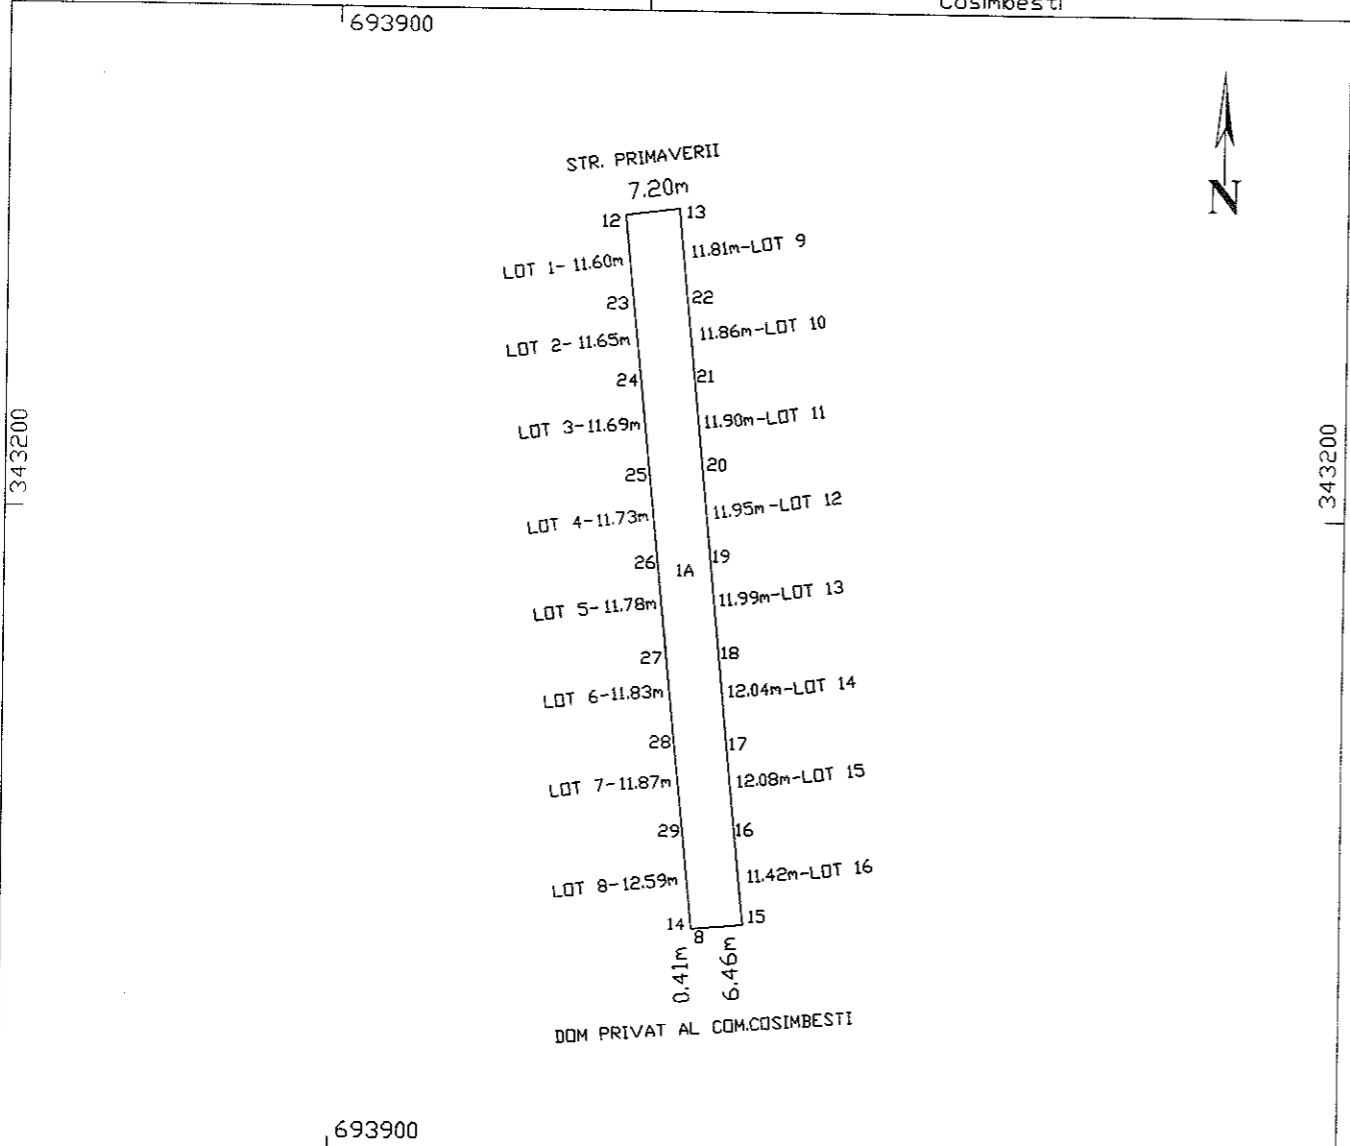 Cosimbesti
693900
N
STR. PRIMAVERII
7.20m
12
13
LOT 1- 11.60m
11.81m-LOT 9
23
22
LOT 2- 11.65m
11.86m-LOT 10
24
21
LOT 3-11.69m
11.90m-LOT 11
25
20
LOT 4-11.73m
11.95m-LOT 12
343200
343200
26
19
1A
LOT 5- 11.78m
11.99m-LOT 13
27
18
LOT 6-11.83m
12.04m-LOT 14
28
17
LOT 7-11.87m
12.08m-LOT 15
29
16
LOT 8-12.59m
11.42m-LOT 16
14
8
15
0.41m
6.46m
DOM PRIVAT AL COM.COSIMBESTI
693900